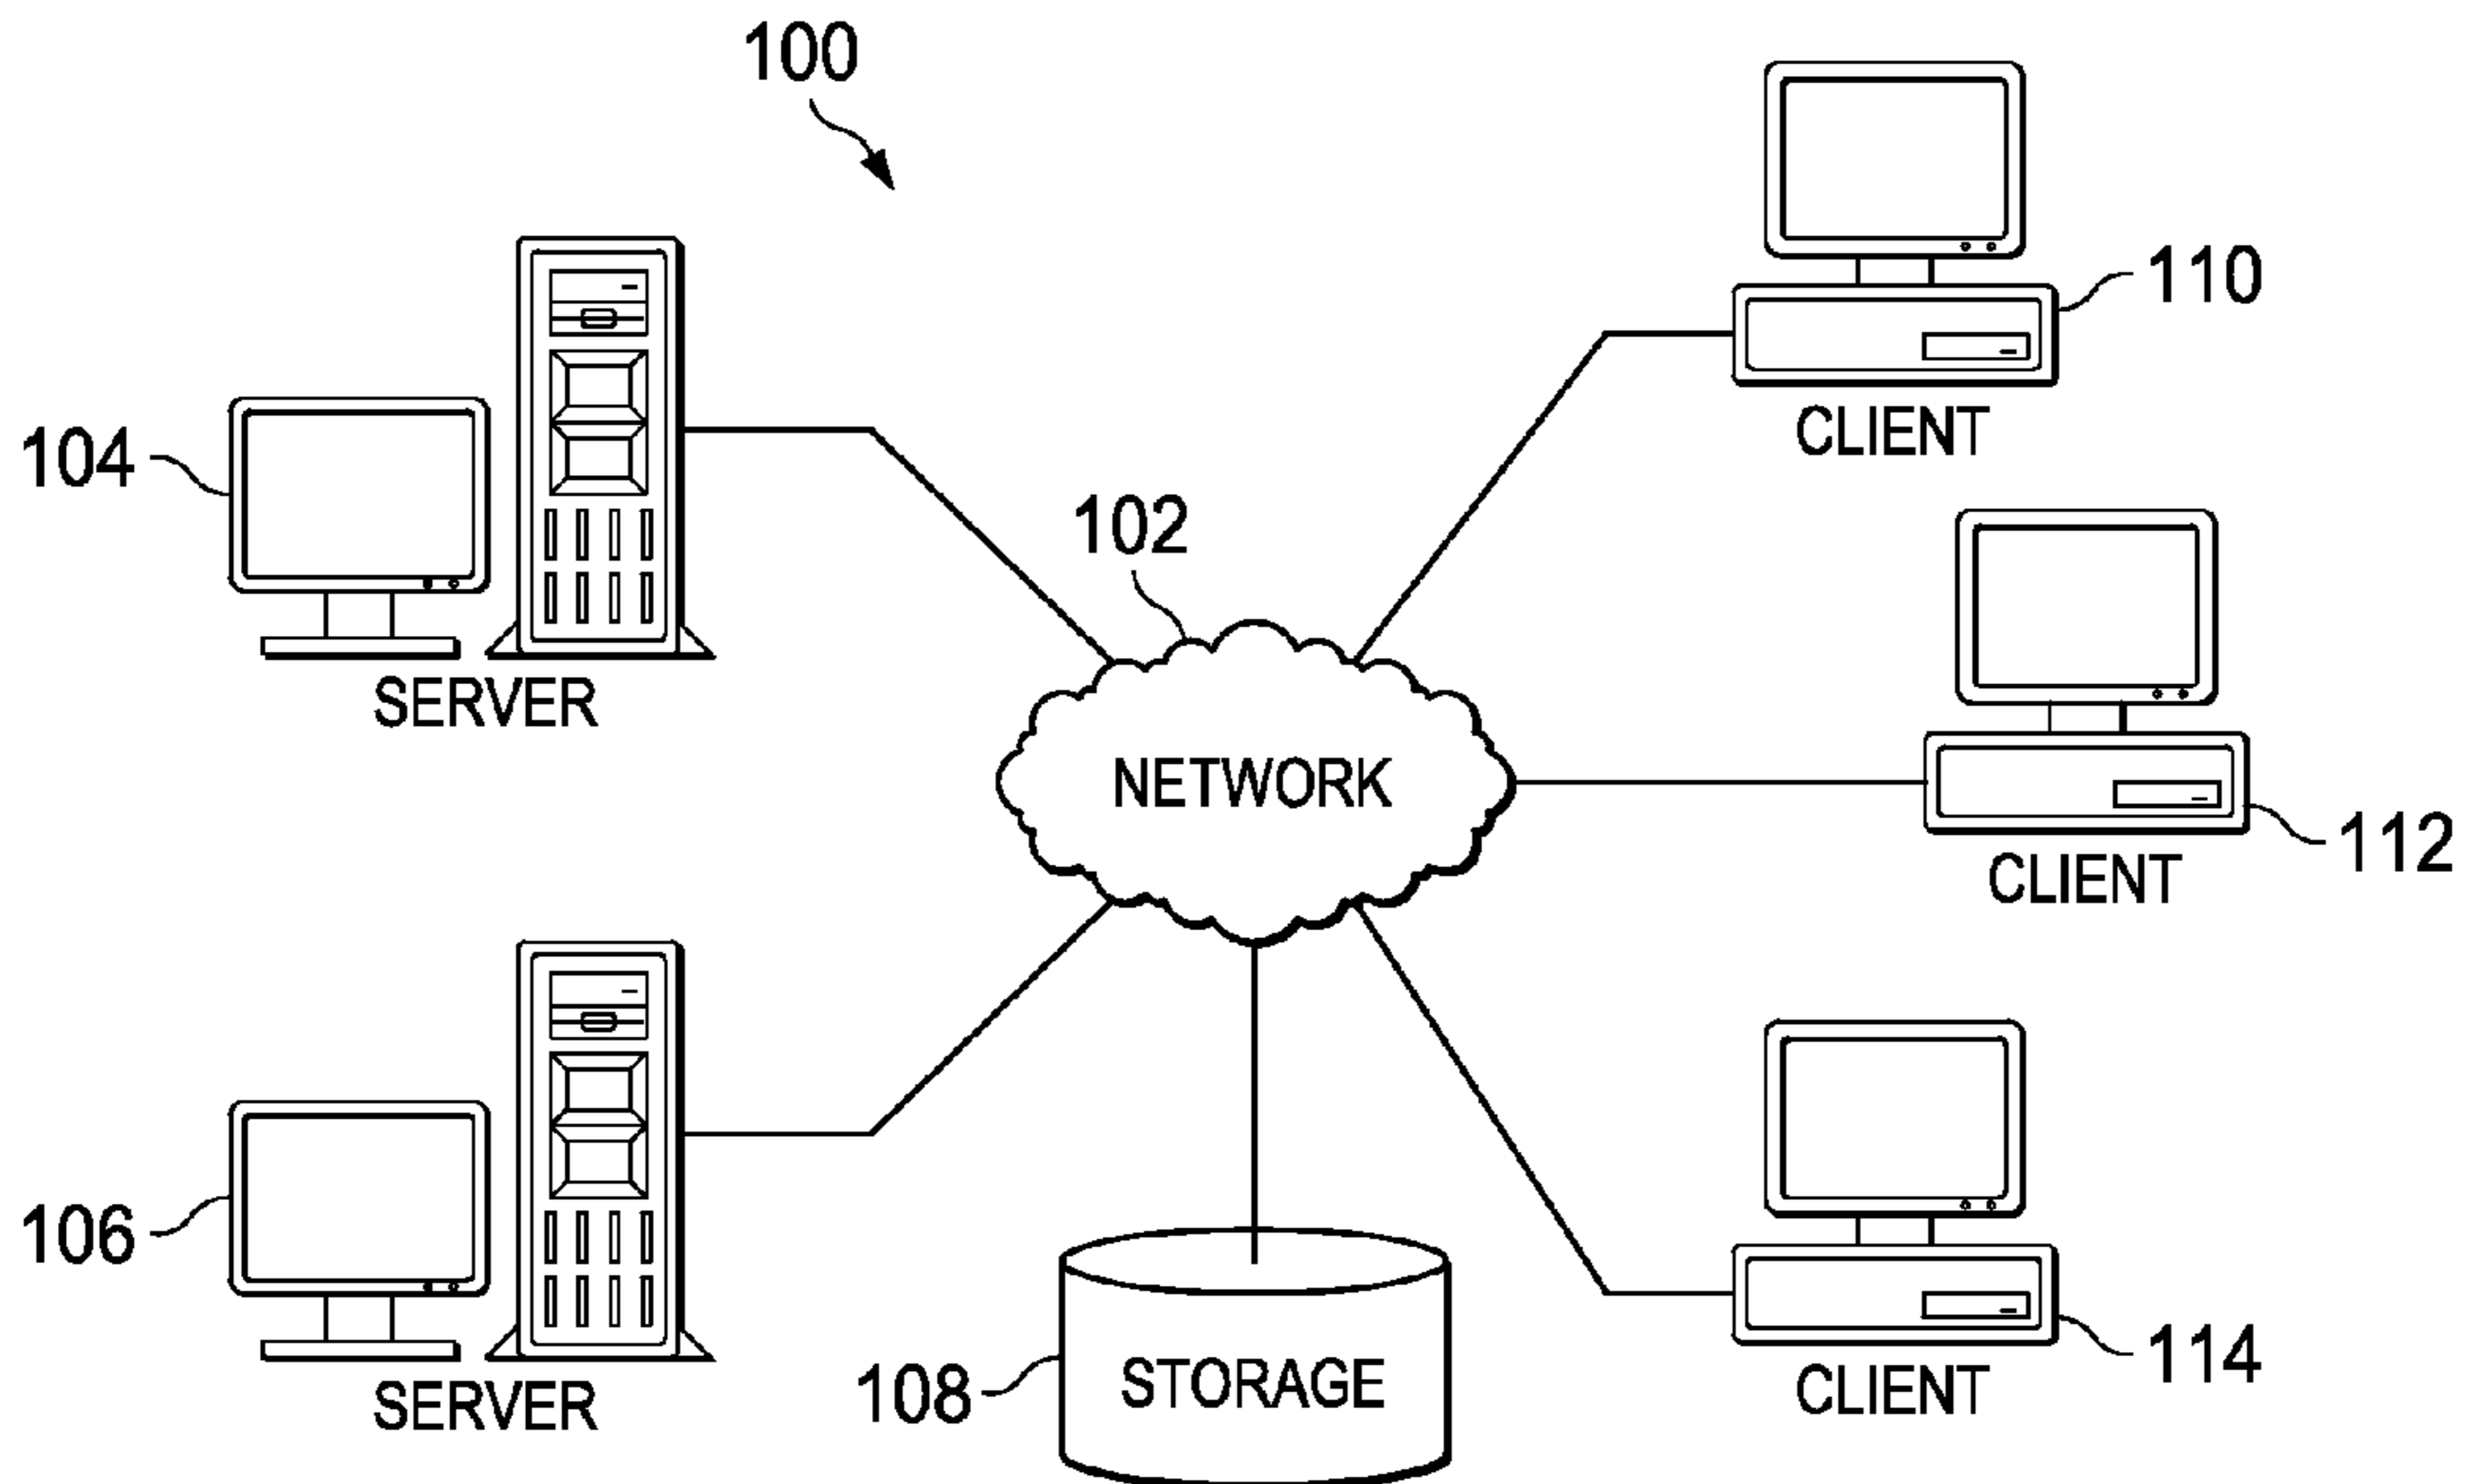 100
110
CLIENT
104
102
SERVER
NETWORK
112
CLIENT
106
SERVER
108
STORAGE
114
CLIENT